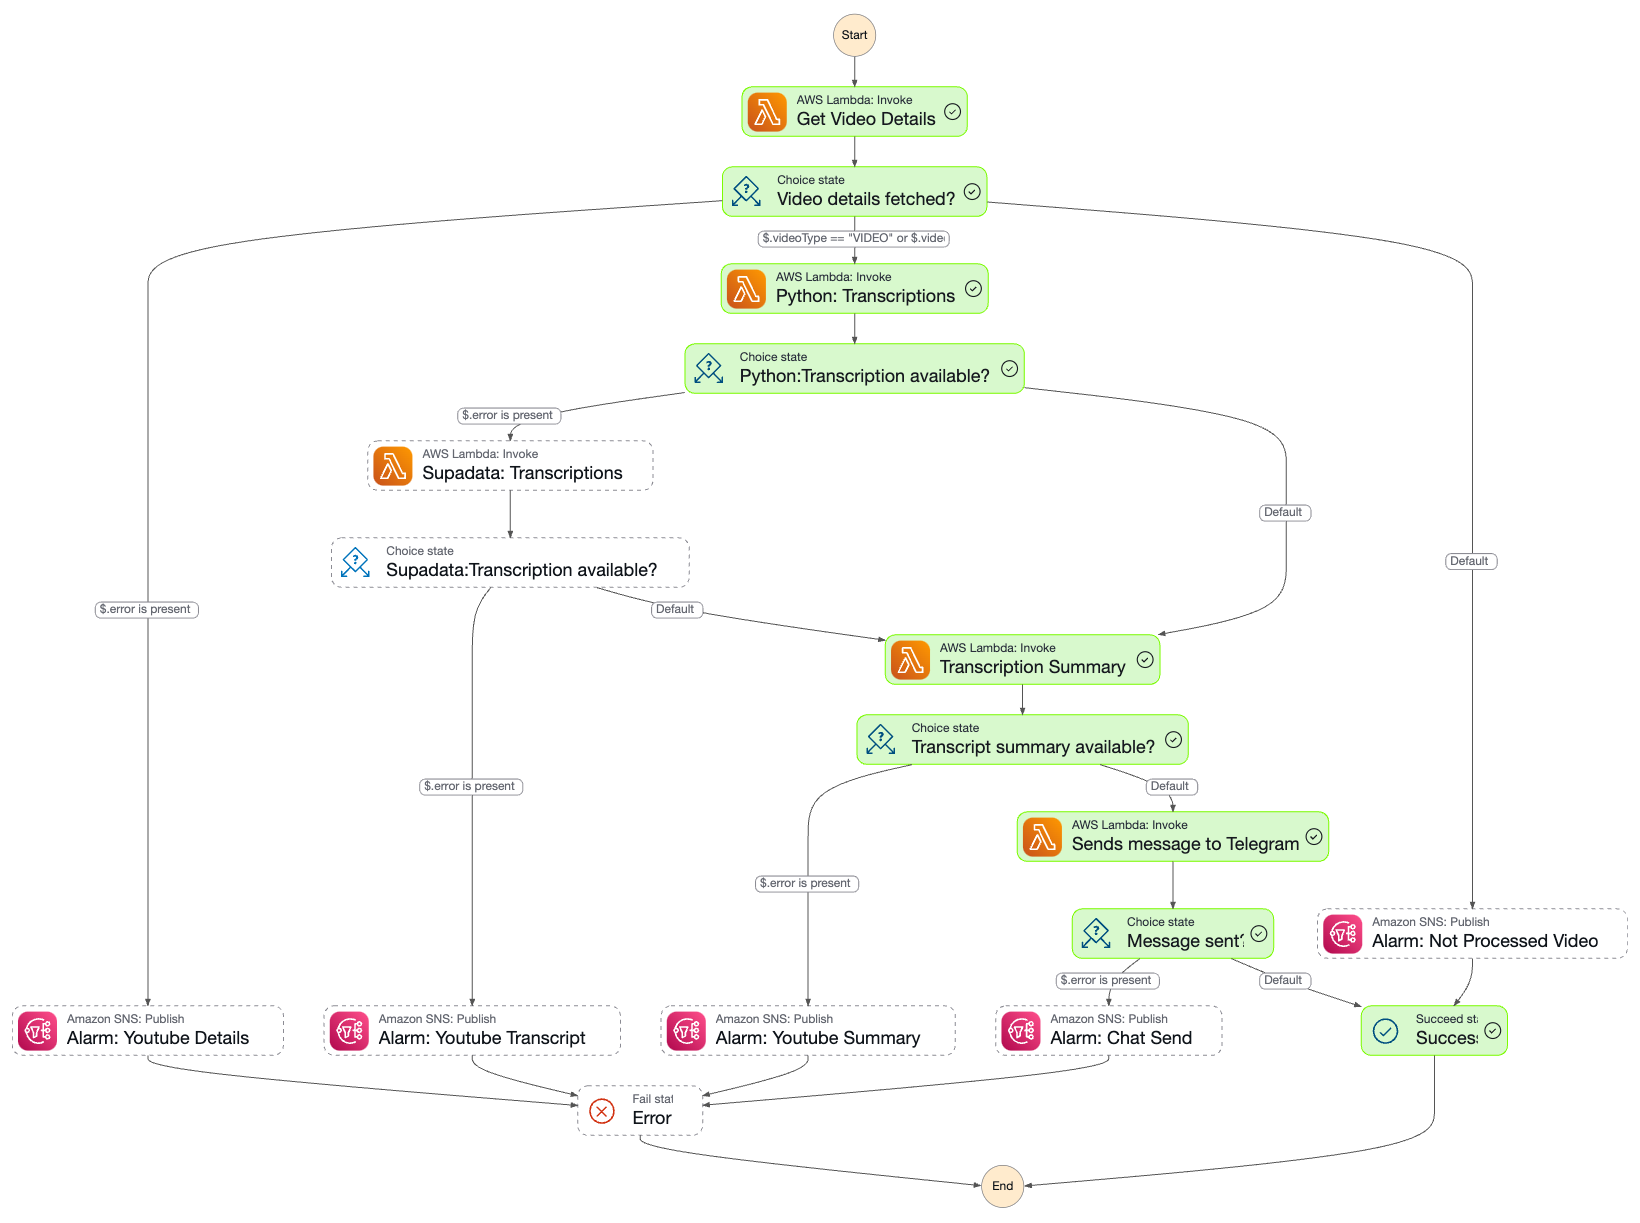 Start
AWS Lambda: Invoke
Get Video Details
Choice state
Video details fetched?
$.videoType == "VIDEO" or $.vide
AWS Lambda: Invoke
Python: Transcriptions
Choice state
Python:Transcription available?
$.error is present
AWS Lambda: Invoke
Supadata: Transcriptions
Default
Default
Choice state
Supadata:Transcription available?
$.error is present
Default
AWS Lambda: Invoke
Transcription Summary
Choice state
Transcript summary available?
$.error is present
Default
AWS Lambda: Invoke
Sends message to Telegram
$.error is present
Choice state
Message sent?
Amazon SNS: Publish
Alarm: Not Processed Video
$.error is present
Default
Amazon SNS: Publish
Alarm: Youtube Details
Amazon SNS: Publish
Alarm: Youtube Transcript
Amazon SNS: Publish
Alarm: Youtube Summary
Amazon SNS: Publish
Alarm: Chat Send
Succeed sta
Success
Fail stat
Error
End